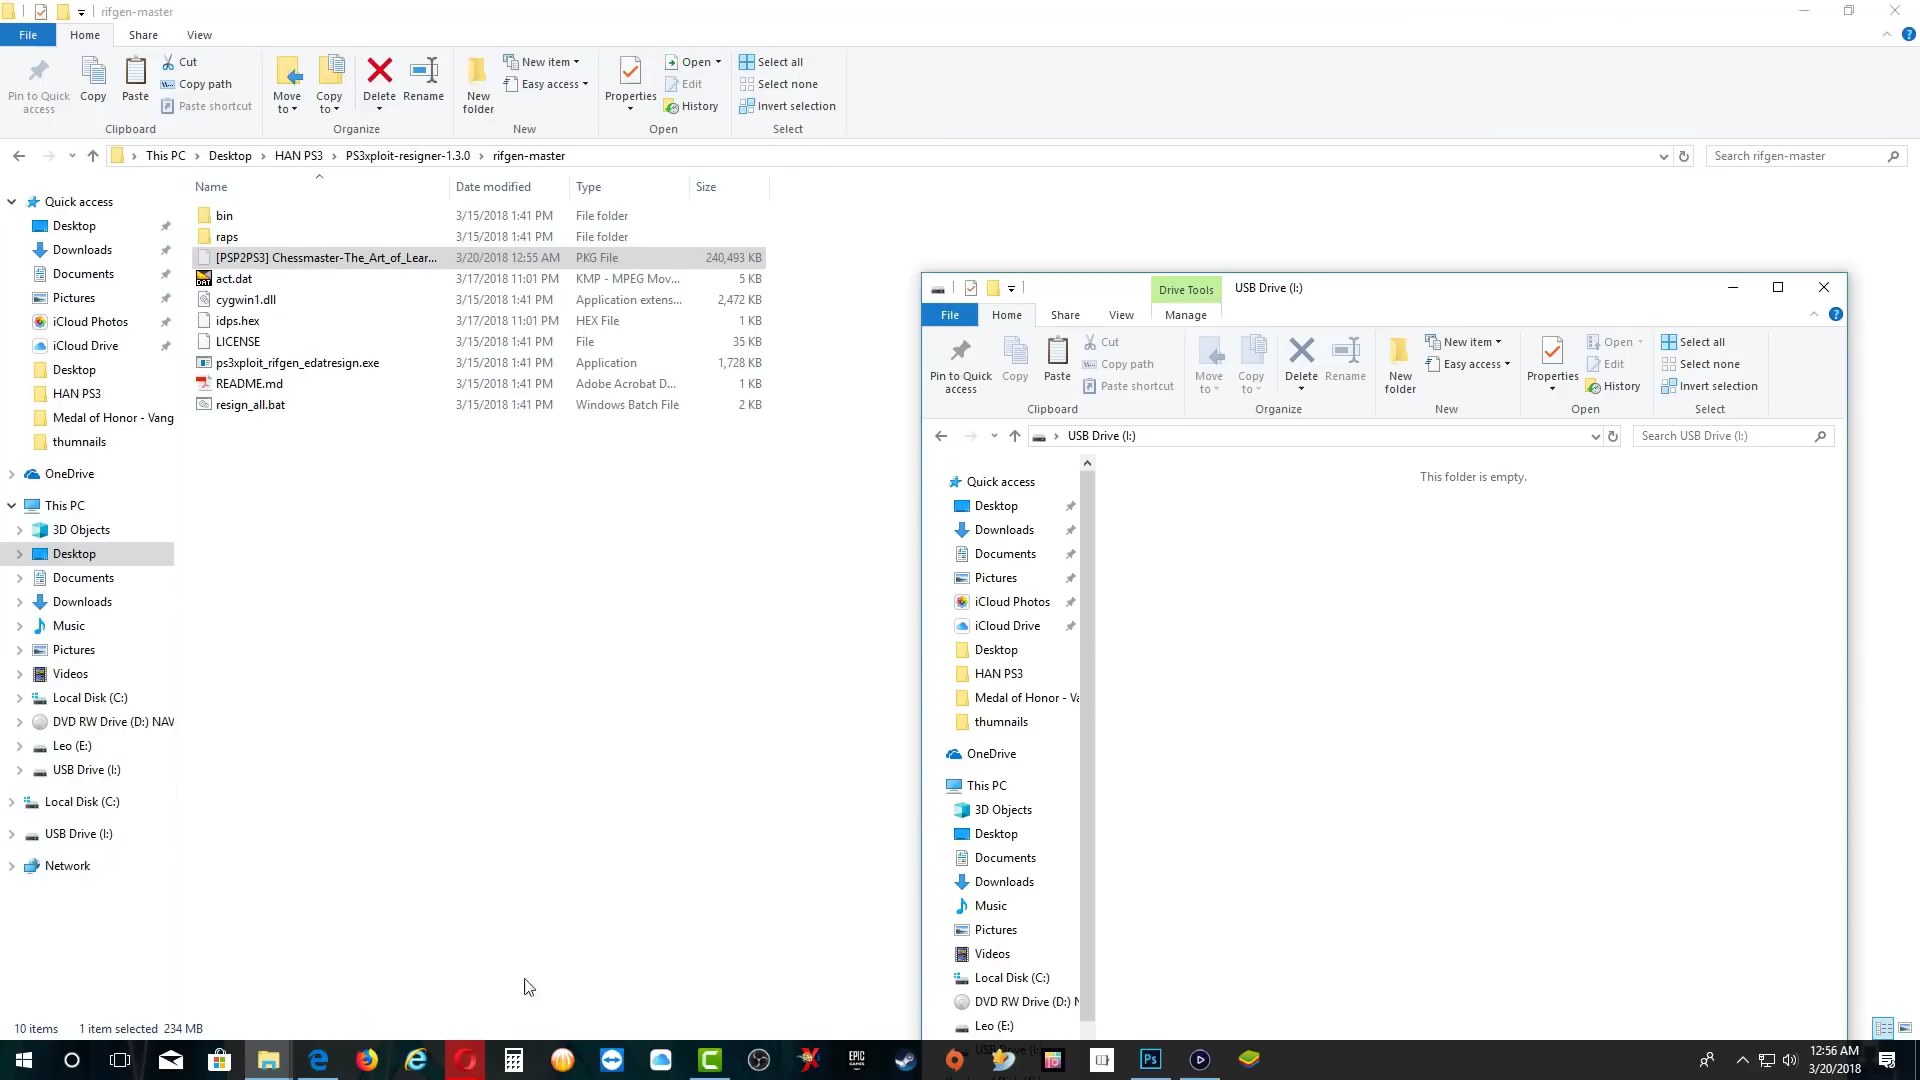 rifgen-master
File Home Share View
Pin to Quick access
Copy
Paste
Cut
Copy path
Paste shortcut
Clipboard
Move to
Copy to
Delete
Rename
Organize
New folder
New item
Easy access
New
Properties
Open
Edit
History
Open
Select all
Select none
Invert selection
Select
This PC Desktop HAN PS3 PS3xploit-resigner-1.3.0 rifgen-master
Search rifgen-master
Name Date modified Type Size
bin 3/15/2018 1:41 PM File folder
raps 3/15/2018 1:41 PM File folder
[PSP2PS3] Chessmaster-The_Art_of_Lear... 3/20/2018 12:55 AM PKG File 240,493 KB
act.dat 3/17/2018 11:01 PM KMP - MPEG Mov... 5 KB
cygwin1.dll 3/15/2018 1:41 PM Application extens... 2,472 KB
idps.hex 3/17/2018 11:01 PM HEX File 1 KB
LICENSE 3/15/2018 1:41 PM File 35 KB
ps3xploit_rifgen_edatresign.exe 3/15/2018 1:41 PM Application 1,728 KB
README.md 3/15/2018 1:41 PM Adobe Acrobat D... 1 KB
resign_all.bat 3/15/2018 1:41 PM Windows Batch File 2 KB
Quick access
Desktop
Downloads
Documents
Pictures
iCloud Photos
iCloud Drive
Desktop
HAN PS3
Medal of Honor - Vang
thumnails
OneDrive
This PC
3D Objects
Desktop
Documents
Downloads
Music
Pictures
Videos
Local Disk (C:)
DVD RW Drive (D:) NAV
Leo (E:)
USB Drive (I:)
Local Disk (C:)
USB Drive (I:)
Network
10 items 1 item selected 234 MB
Drive Tools USB Drive (I:)
File Home Share View Manage
Pin to Quick access
Copy
Paste
Cut
Copy path
Paste shortcut
Clipboard
Move to
Copy to
Delete
Rename
Organize
New folder
New item
Easy access
New
Properties
Open
Edit
History
Open
Select all
Select none
Invert selection
Select
USB Drive (I:)
Search USB Drive (I:)
This folder is empty.
Quick access
Desktop
Downloads
Documents
Pictures
iCloud Photos
iCloud Drive
Desktop
HAN PS3
Medal of Honor - Va
thumnails
OneDrive
This PC
3D Objects
Desktop
Documents
Downloads
Music
Pictures
Videos
Local Disk (C:)
DVD RW Drive (D:) N
Leo (E:)
USB Drive (I:)
EPIC GAMES
Ps
12:56 AM
3/20/2018